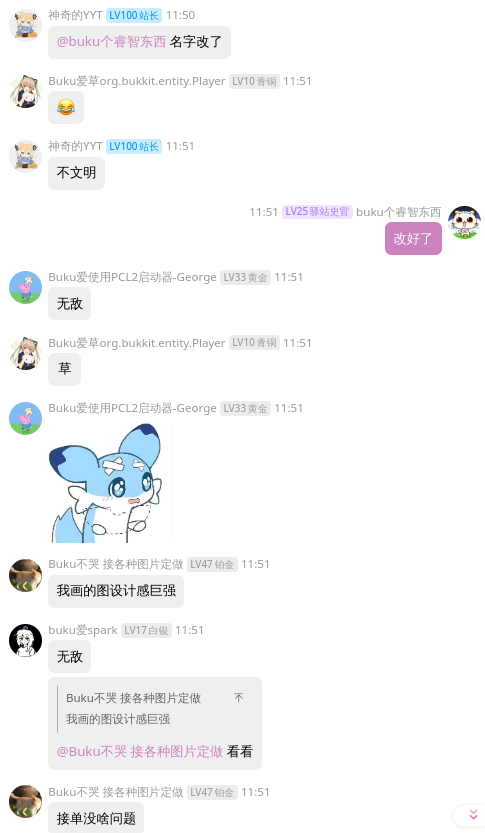 神奇的YYT LV100 站长 11:50
@buku个睿智东西 名字改了
Buku爱草org.bukkit.entity.Player LV10 青铜 11:51
😂
神奇的YYT LV100 站长 11:51
不文明
11:51 LV25 驿站史官 buku个睿智东西
改好了
Buku爱使用PCL2启动器-George LV33 黄金 11:51
无敌
Buku爱草org.bukkit.entity.Player LV10 青铜 11:51
草
Buku爱使用PCL2启动器-George LV33 黄金 11:51
Buku不哭 接各种图片定做 LV47 铂金 11:51
我画的图设计感巨强
buku爱spark LV17 白银 11:51
无敌
Buku不哭 接各种图片定做
我画的图设计感巨强
@Buku不哭 接各种图片定做 看看
Buku不哭 接各种图片定做 LV47 铂金 11:51
接单没啥问题